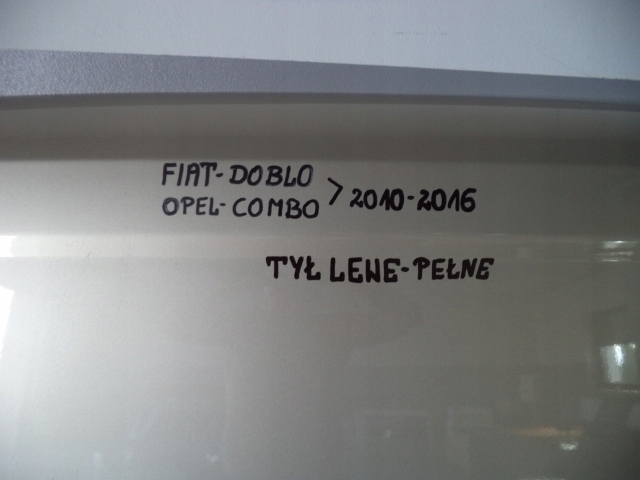 FIAT-DOBLO
OPEL-COMBO > 2010-2016
TYŁ LEWE-PEŁNE